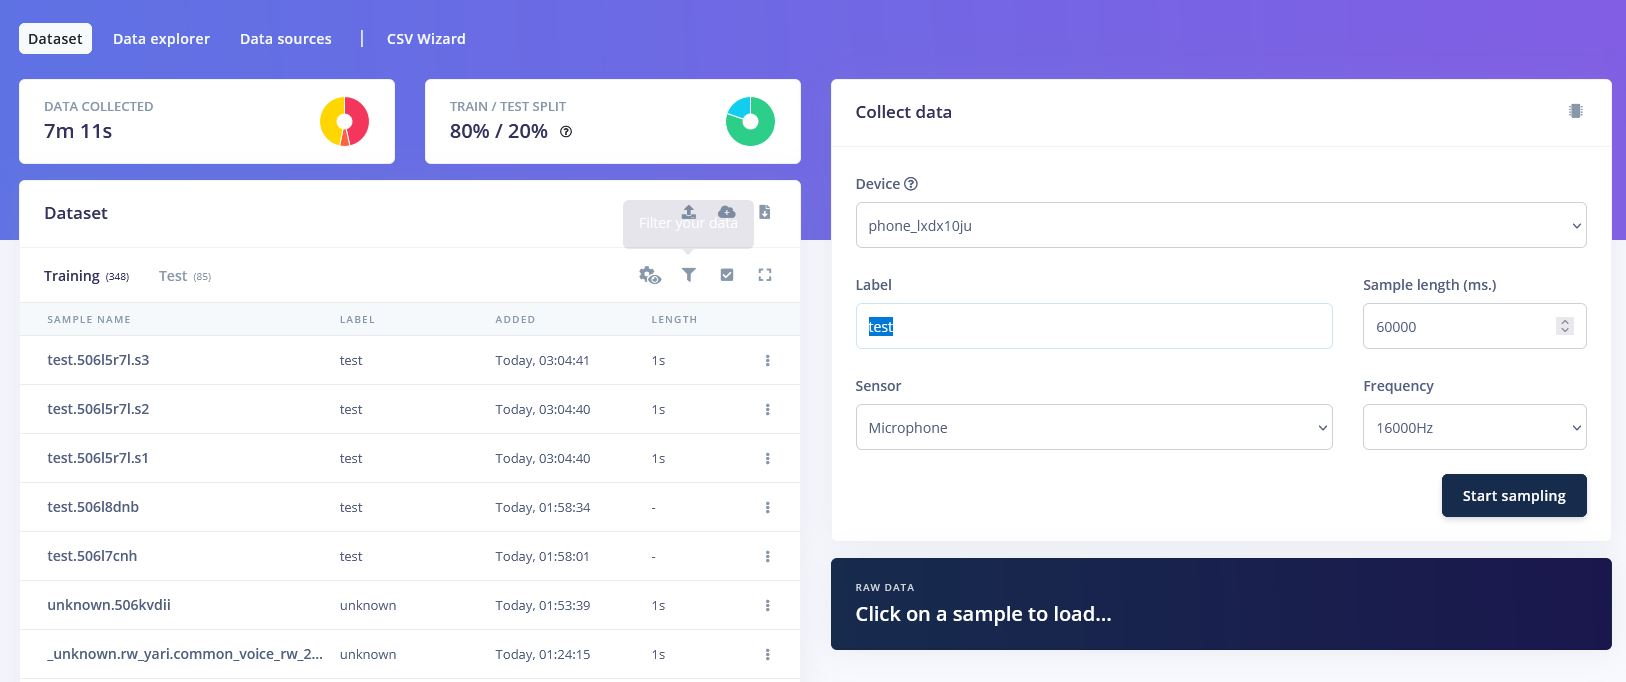 Dataset Data explorer Data sources | CSV Wizard
DATA COLLECTED
7m 11s
TRAIN / TEST SPLIT
80% / 20%
Dataset
Filter your data
Training (348) Test (85)
SAMPLE NAME LABEL ADDED LENGTH
test.506l5r7l.s3 test Today, 03:04:41 1s
test.506l5r7l.s2 test Today, 03:04:40 1s
test.506l5r7l.s1 test Today, 03:04:40 1s
test.506l8dnb test Today, 01:58:34 -
test.506l7cnh test Today, 01:58:01 -
unknown.506kvdii unknown Today, 01:53:39 1s
_unknown.rw_yari.common_voice_rw_2... unknown Today, 01:24:15 1s
Collect data
Device
phone_lxdx10ju
Label Sample length (ms.)
test 60000
Sensor Frequency
Microphone 16000Hz
Start sampling
RAW DATA
Click on a sample to load...